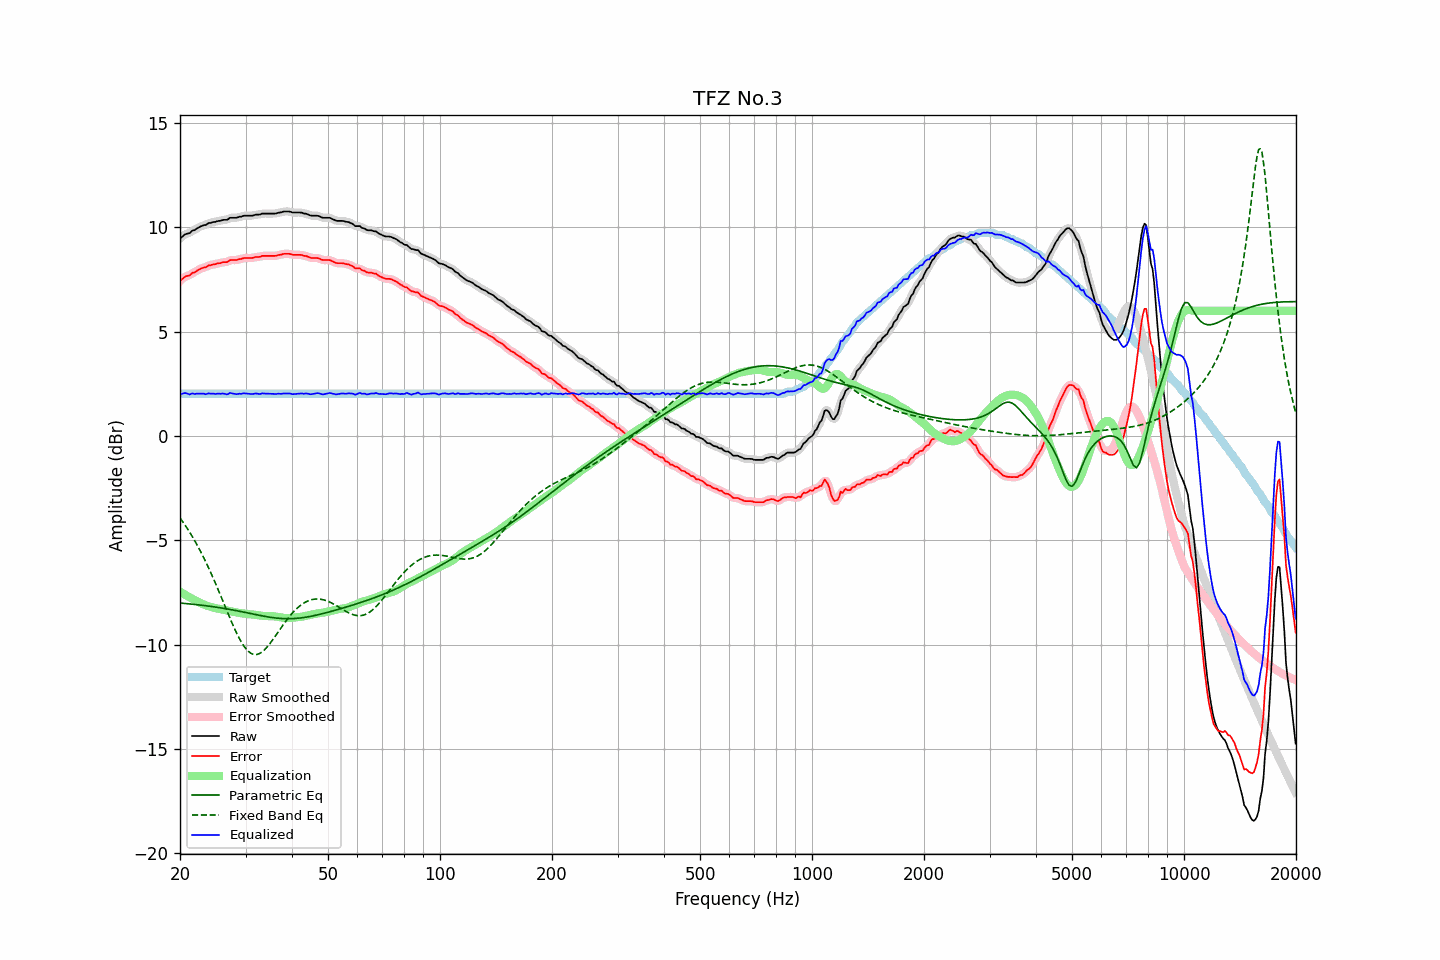 TFZ No.3
15
10
5
0
−5
−10
−15
−20
Amplitude (dBr)
Target
Raw Smoothed
Error Smoothed
Raw
Error
Equalization
Parametric Eq
Fixed Band Eq
Equalized
20 50 100 200 500 1000 2000 5000 10000 20000
Frequency (Hz)